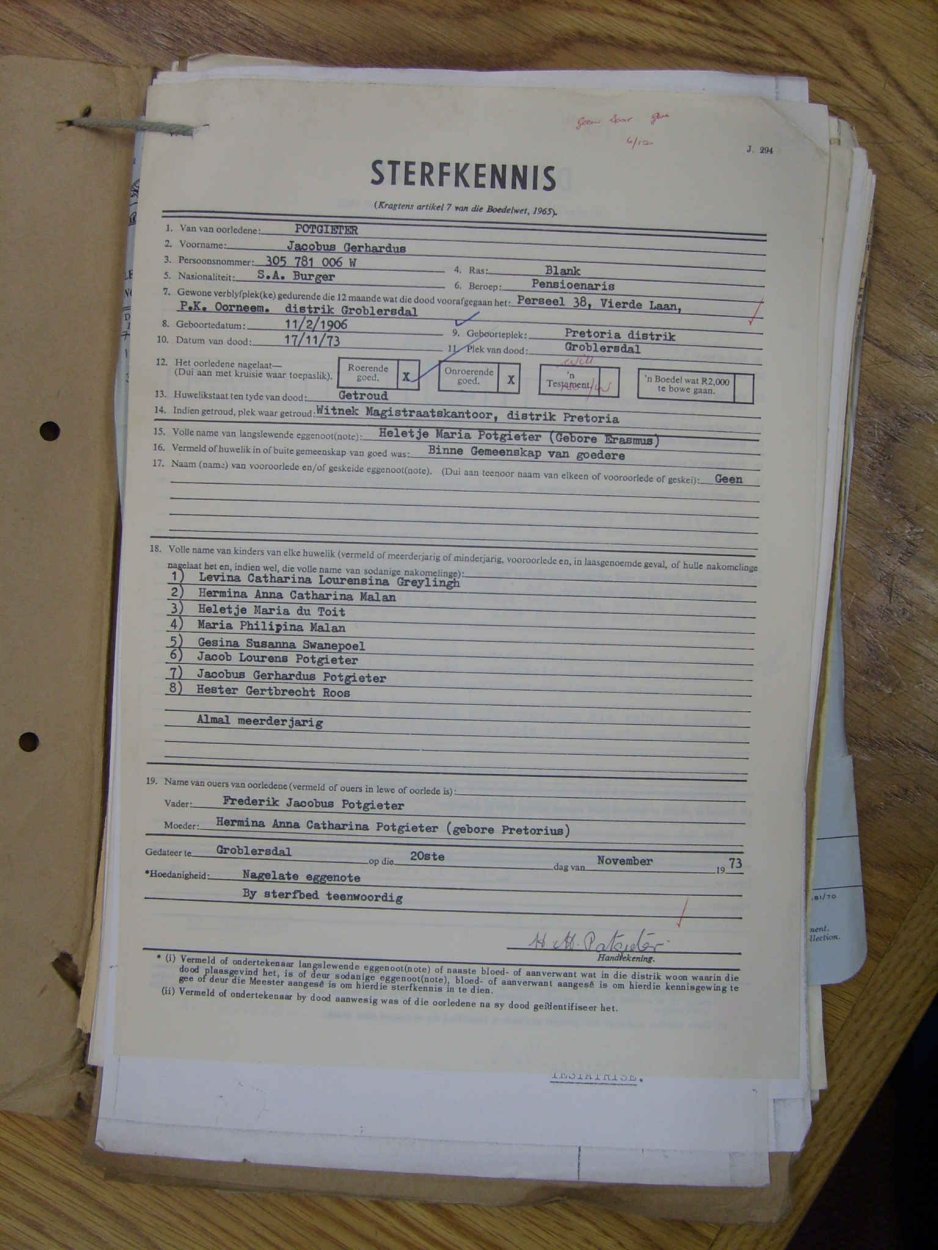 Geen
6/12
J. 294
STERFKENNIS
(Kragtens artikel 7 van die Boedelwet, 1965).
1. Van van oorledene: POTGIETER
2. Voorname: Jacobus Gerhardus
3. Persoonsnommer: 305 781 006 W
4. Ras: Blank
5. Nasionaliteit: S.A. Burger
6. Beroep: Pensioenaris
7. Gewone verblyfplek(ke) gedurende die 12 maande wat die dood voorafgegaan het: Perseel 38, Vierde Laan,
P.K. Oorneem. distrik Groblersdal
8. Geboortedatum: 11/2/1906
9. Geboorteplek: Pretoria distrik
10. Datum van dood: 17/11/73
11. Plek van dood: Groblersdal
12. Het oorledene nagelaat—
(Dui aan met kruisie waar toepaslik).
Roerende goed. X
Onroerende goed. X
'n Testament.
'n Boedel wat R2,000 te bowe gaan.
13. Huwelikstaat ten tyde van dood: Getroud
14. Indien getroud, plek waar getroud: Witnek Magistraatskantoor, distrik Pretoria
15. Volle name van langslewende eggenoot(note): Heletje Maria Potgieter (Gebore Erasmus)
16. Vermeld of huwelik in of buite gemeenskap van goed was: Binne Gemeenskap van goedere
17. Naam (name) van vooroorlede en/of geskeide eggenoot(note). (Dui aan teenoor naam van elkeen of vooroorlede of geskei): Geen
18. Volle name van kinders van elke huwelik (vermeld of meerderjarig of minderjarig, vooroorlede en, in laasgenoemde geval, of hulle nakomelinge
nagelaat het en, indien wel, die volle name van sodanige nakomelinge):
1) Levina Catharina Lourensina Greylingh
2) Hermina Anna Catharina Malan
3) Heletje Maria du Toit
4) Maria Philipina Malan
5) Gesina Susanna Swanepoel
6) Jacob Lourens Potgieter
7) Jacobus Gerhardus Potgieter
8) Hester Gertbrecht Roos
Almal meerderjarig
19. Name van ouers van oorledene (vermeld of ouers in lewe of oorlede is):
Vader: Frederik Jacobus Potgieter
Moeder: Hermina Anna Catharina Potgieter (gebore Pretorius)
Gedateer te Groblersdal op die 20ste dag van November 19 73
*Hoedanigheid: Nagelate eggenote
By sterfbed teenwoordig
H M Potgieter
Handtekening.
* (i) Vermeld of ondertekenaar langslewende eggenoot(note) of naaste bloed- of aanverwant wat in die distrik woon waarin die
dood plaasgevind het, is of deur sodanige eggenoot(note), bloed- of aanverwant aangesê is om hierdie kennisgewing te
gee of deur die Meester aangesê is om hierdie sterfkennis in te dien.
(ii) Vermeld of ondertekenaar by dood aanwesig was of die oorledene na sy dood geïdentifiseer het.
.81/70
ment.
llection.
TESTATRISE.